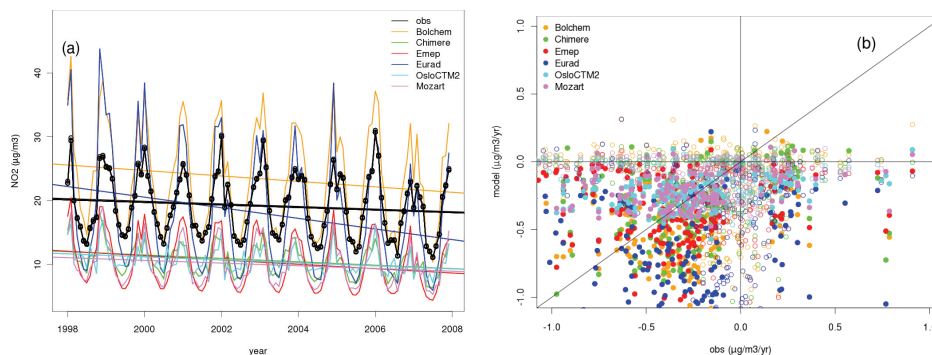 (a)
obs
Bolchem
Chimere
Emep
Eurad
OsloCTM2
Mozart
NO2 (µg/m3)
40
30
20
10
1998
2000
2002
2004
2006
2008
year
(b)
Bolchem
Chimere
Emep
Eurad
OsloCTM2
Mozart
model (µg/m3/yr)
1.0
0.5
0.0
-0.5
-1.0
-1.0
-0.5
0.0
0.5
1.0
obs (µg/m3/yr)